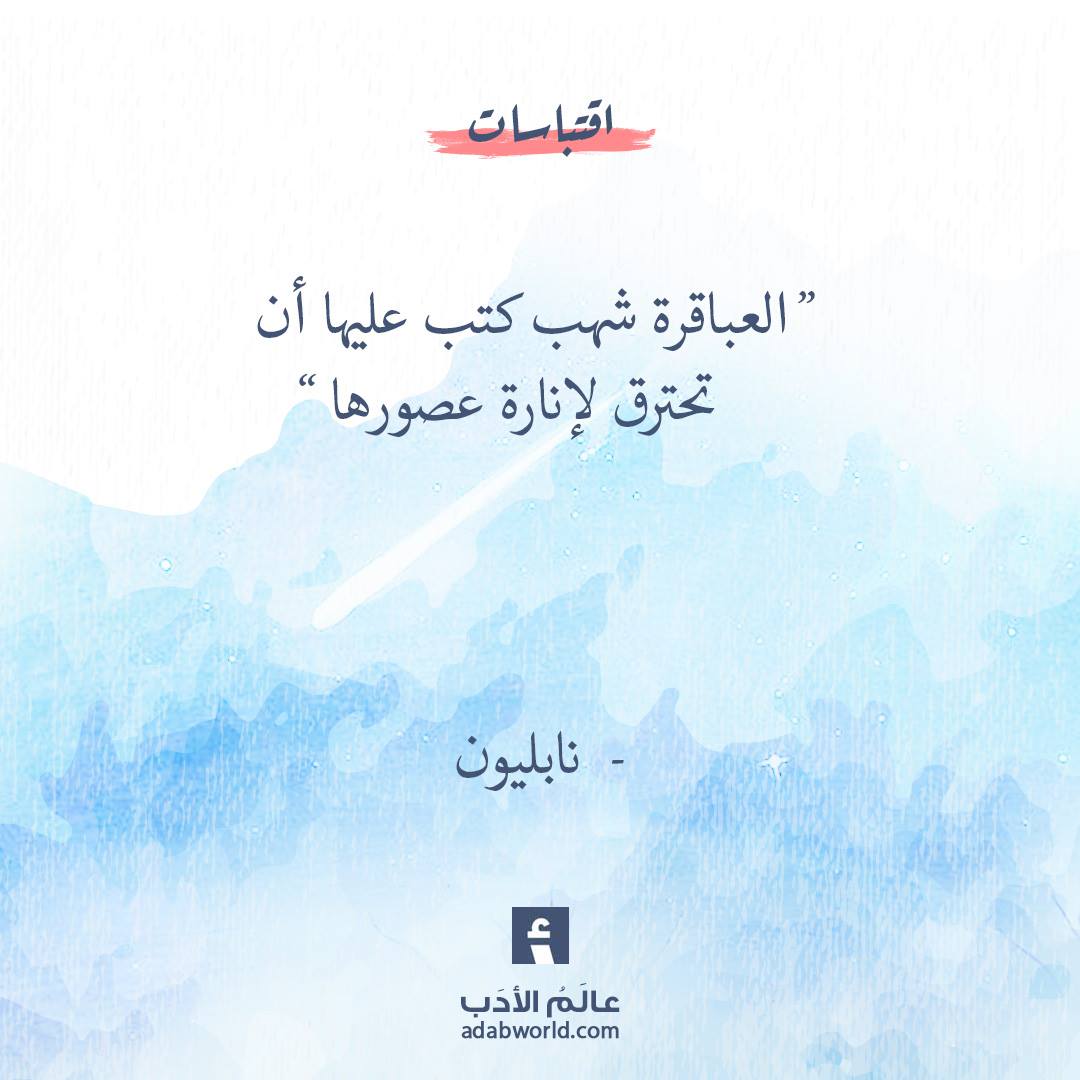 اقتباسات
” العباقرة شهب كتب عليها أن
تحترق لإنارة عصورها “
- نابليون
أ
عالَمُ الأدَب
adabworld.com